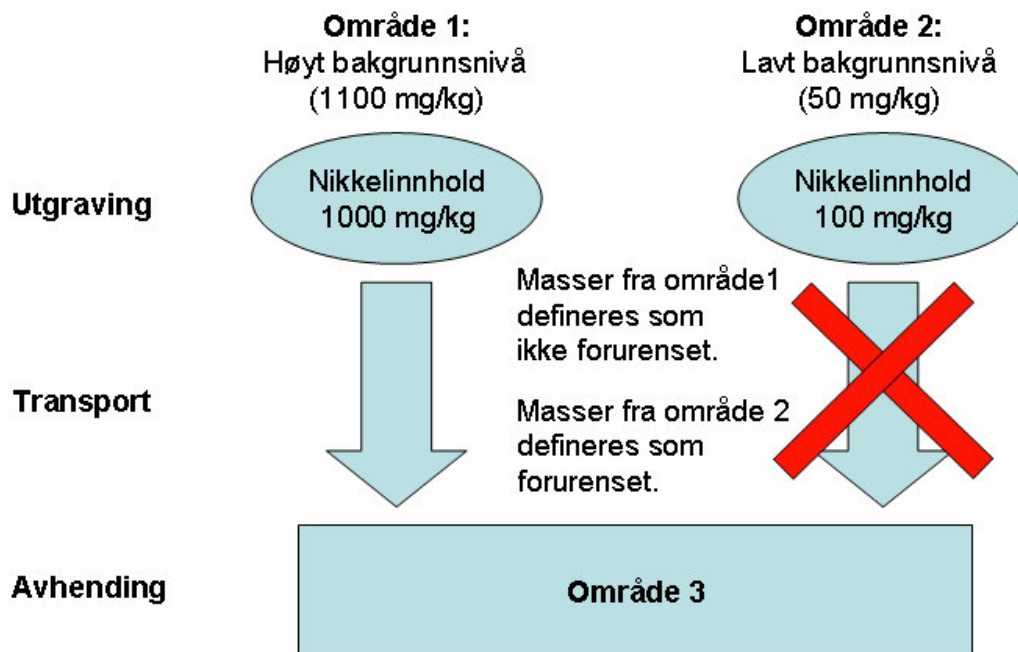 Område 1:
Høyt bakgrunnsnivå
(1100 mg/kg)
Område 2:
Lavt bakgrunnsnivå
(50 mg/kg)
Utgraving
Nikkelinnhold
1000 mg/kg
Nikkelinnhold
100 mg/kg
Masser fra område1
defineres som
ikke forurenset.
Transport
Masser fra område 2
defineres som
forurenset.
Avhending
Område 3